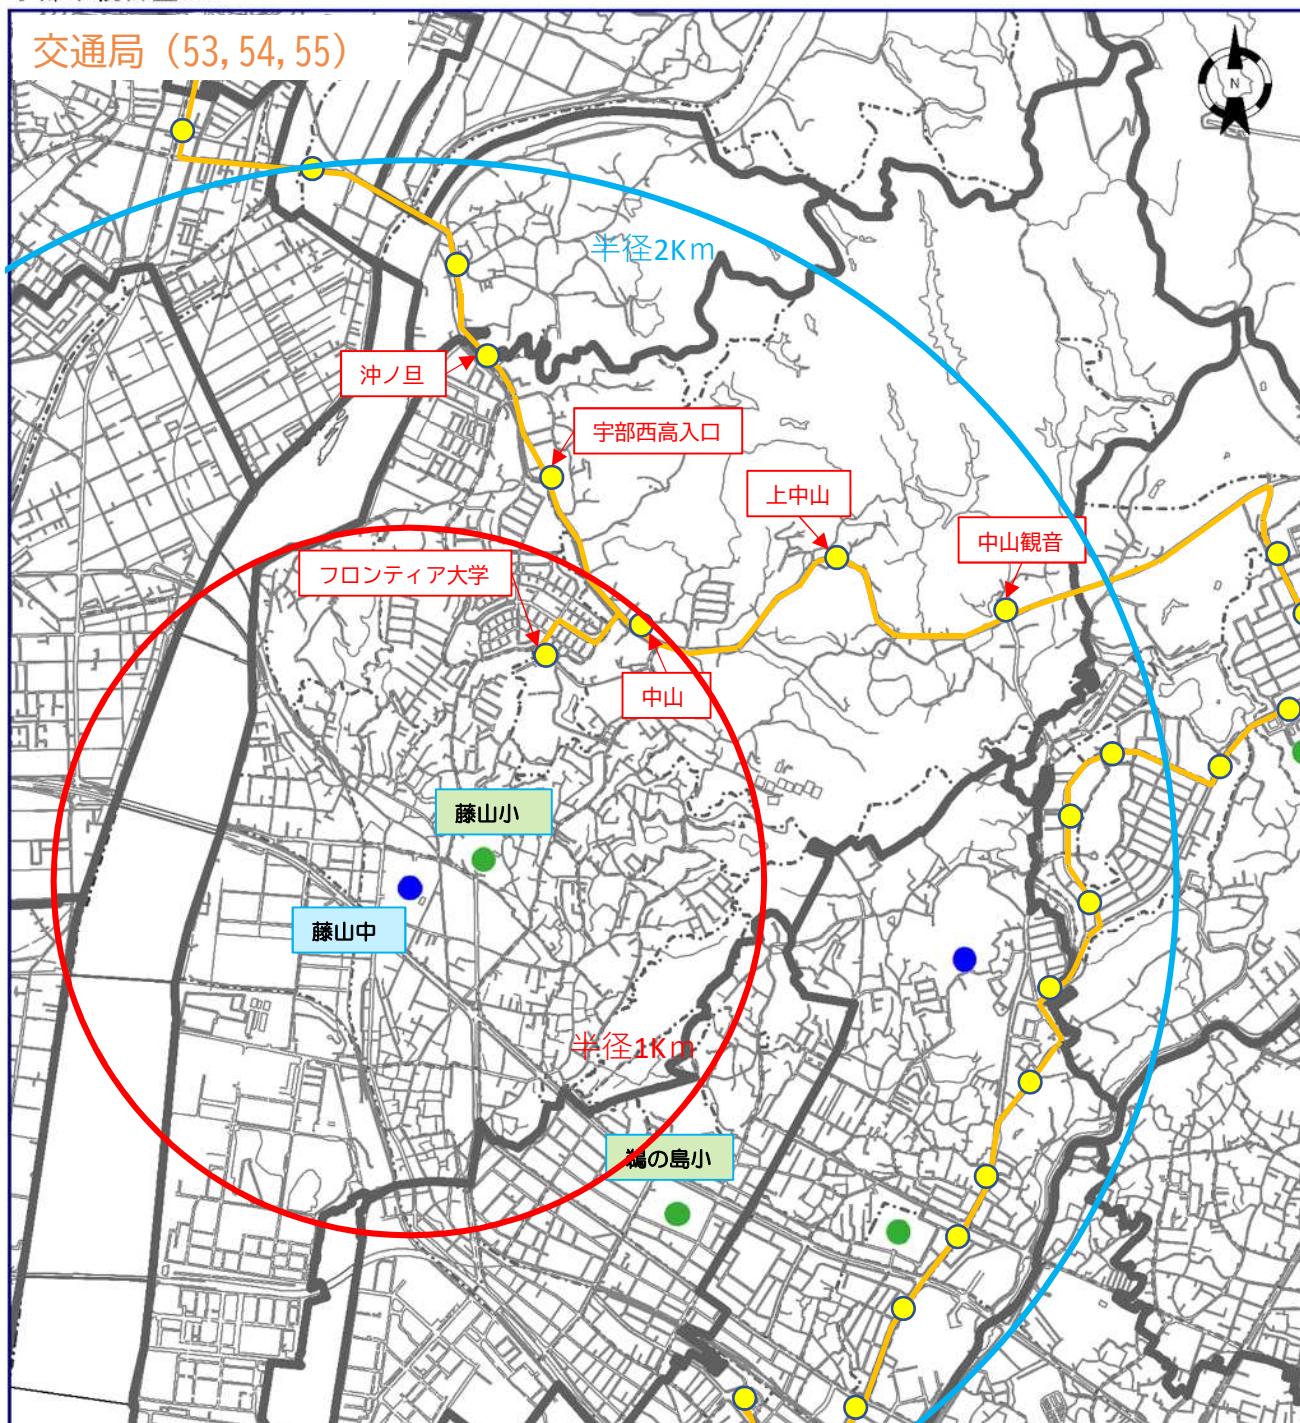 交通局（53,54,55）
N
半径2Km
沖ノ旦
宇部西高入口
上中山
中山観音
フロンティア大学
中山
藤山小
藤山中
半径1Km
鵜の島小